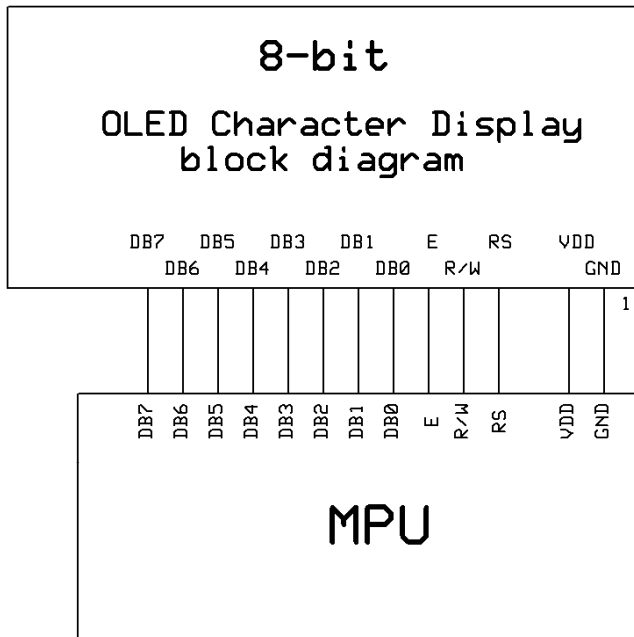 8-bit
OLED Character Display
block diagram
DB7 DB5 DB3 DB1 E RS VDD
DB6 DB4 DB2 DB0 R/W GND
1
DB7 DB6 DB5 DB4 DB3 DB2 DB1 DB0 E R/W RS VDD GND
MPU